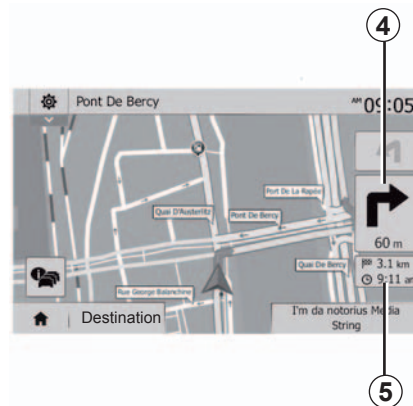 4
Pont De Bercy
AM 09:05
Port De La Rapée
Quai D'Austerlitz
Pont De Bercy
60 m
Quai De Bercy
3.1 km
9:11 am
Rue George Balanchine
Destination
I'm da notorius Media
String
5